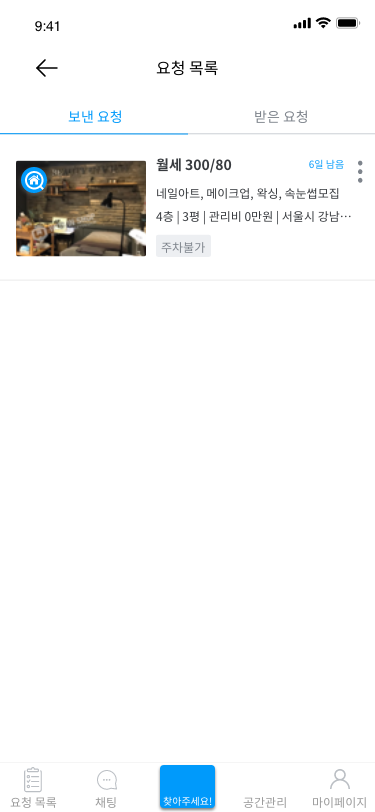 9:41
요청 목록
보낸 요청
받은 요청
월세 300/80
6일 남음
네일아트, 메이크업, 왁싱, 속눈썹모집
4층 | 3평 | 관리비 0만원 | 서울시 강남…
주차불가
요청 목록
채팅
찾아주세요!
공간관리
마이페이지